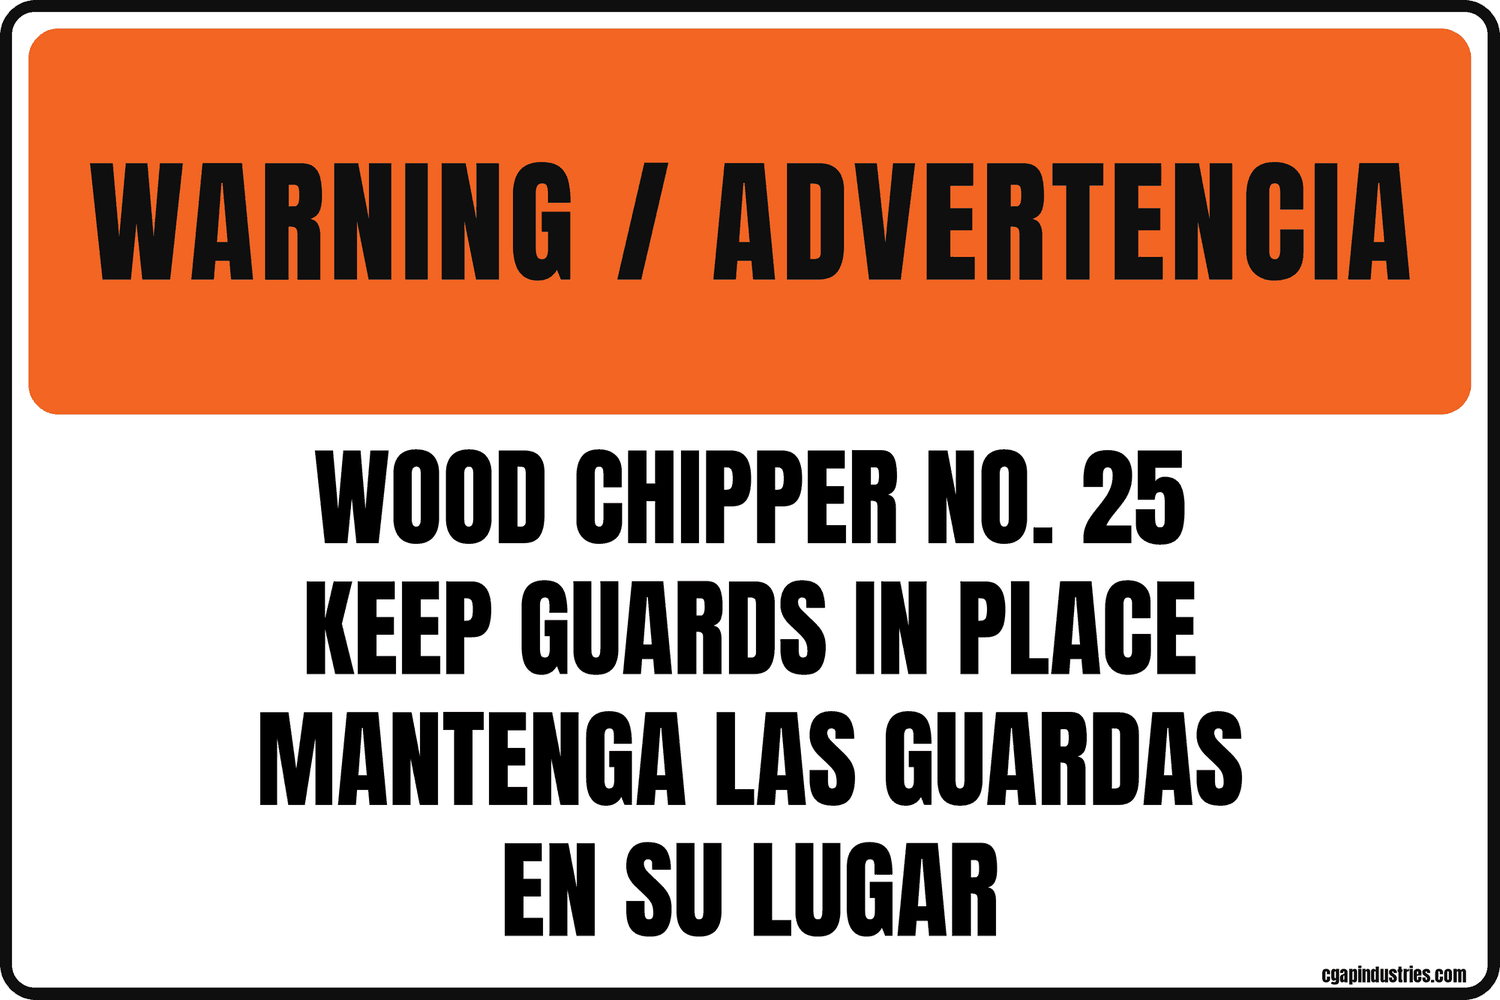 WARNING / ADVERTENCIA
WOOD CHIPPER NO. 25
KEEP GUARDS IN PLACE
MANTENGA LAS GUARDAS
EN SU LUGAR
cgapindustries.com